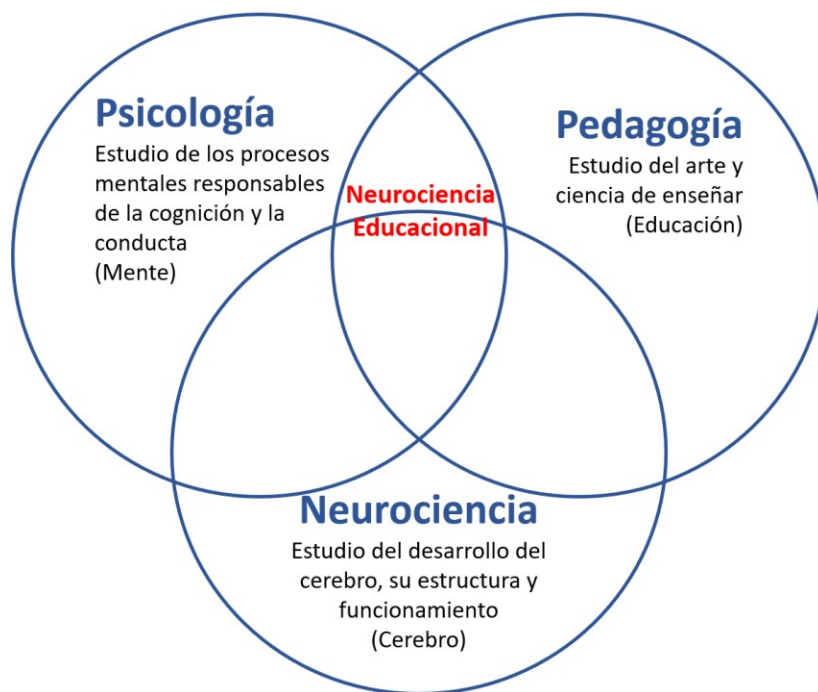 Psicología
Estudio de los procesos
mentales responsables
de la cognición y la
conducta
(Mente)
Pedagogía
Estudio del arte y
ciencia de enseñar
(Educación)
Neurociencia
Educacional
Neurociencia
Estudio del desarrollo del
cerebro, su estructura y
funcionamiento
(Cerebro)